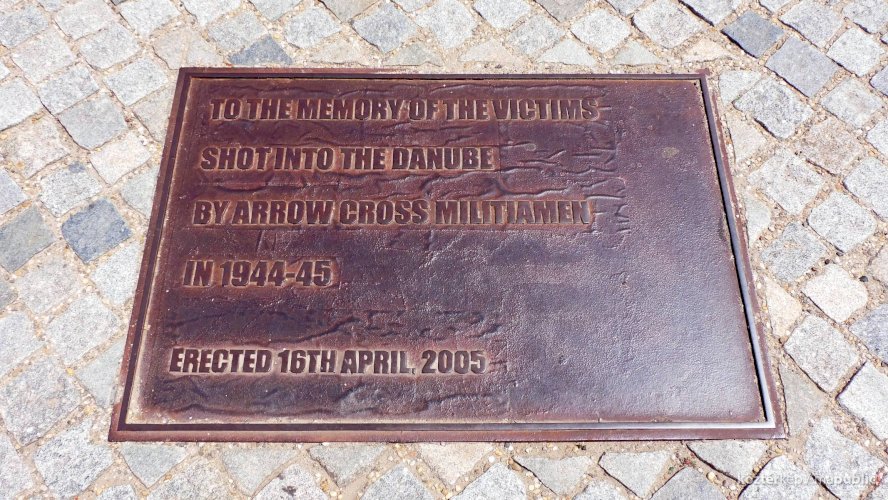 TO THE MEMORY OF THE VICTIMS
SHOT INTO THE DANUBE
BY ARROW CROSS MILITIAMEN
IN 1944-45
ERECTED 16TH APRIL, 2005